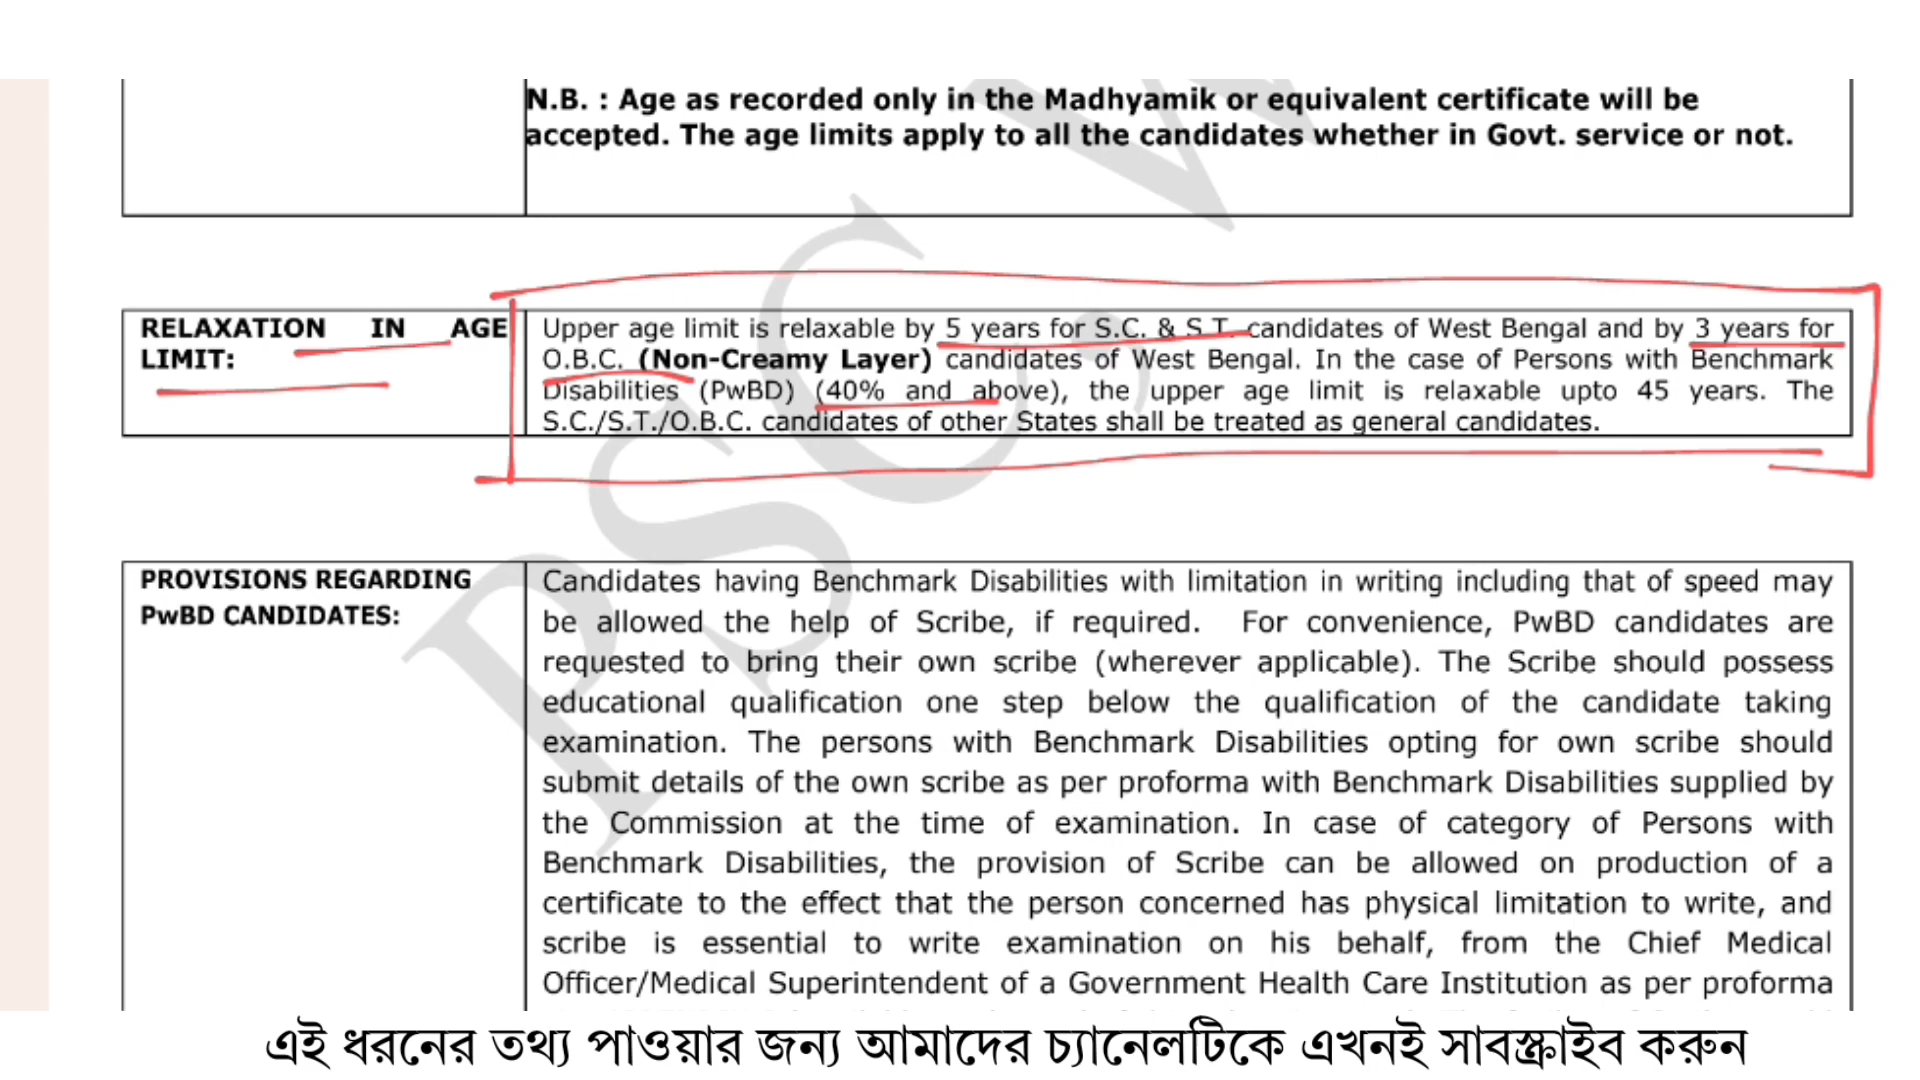 N.B. : Age as recorded only in the Madhyamik or equivalent certificate will be
accepted. The age limits apply to all the candidates whether in Govt. service or not.
RELAXATION IN AGE
LIMIT:
Upper age limit is relaxable by 5 years for S.C. & S.T. candidates of West Bengal and by 3 years for
O.B.C. (Non-Creamy Layer) candidates of West Bengal. In the case of Persons with Benchmark
Disabilities (PwBD) (40% and above), the upper age limit is relaxable upto 45 years. The
S.C./S.T./O.B.C. candidates of other States shall be treated as general candidates.
PROVISIONS REGARDING
PwBD CANDIDATES:
Candidates having Benchmark Disabilities with limitation in writing including that of speed may
be allowed the help of Scribe, if required. For convenience, PwBD candidates are
requested to bring their own scribe (wherever applicable). The Scribe should possess
educational qualification one step below the qualification of the candidate taking
examination. The persons with Benchmark Disabilities opting for own scribe should
submit details of the own scribe as per proforma with Benchmark Disabilities supplied by
the Commission at the time of examination. In case of category of Persons with
Benchmark Disabilities, the provision of Scribe can be allowed on production of a
certificate to the effect that the person concerned has physical limitation to write, and
scribe is essential to write examination on his behalf, from the Chief Medical
Officer/Medical Superintendent of a Government Health Care Institution as per proforma
PSC, W
এই ধরনের তথ্য পাওয়ার জন্য আমাদের চ্যানেলটিকে এখনই সাবস্ক্রাইব করুন